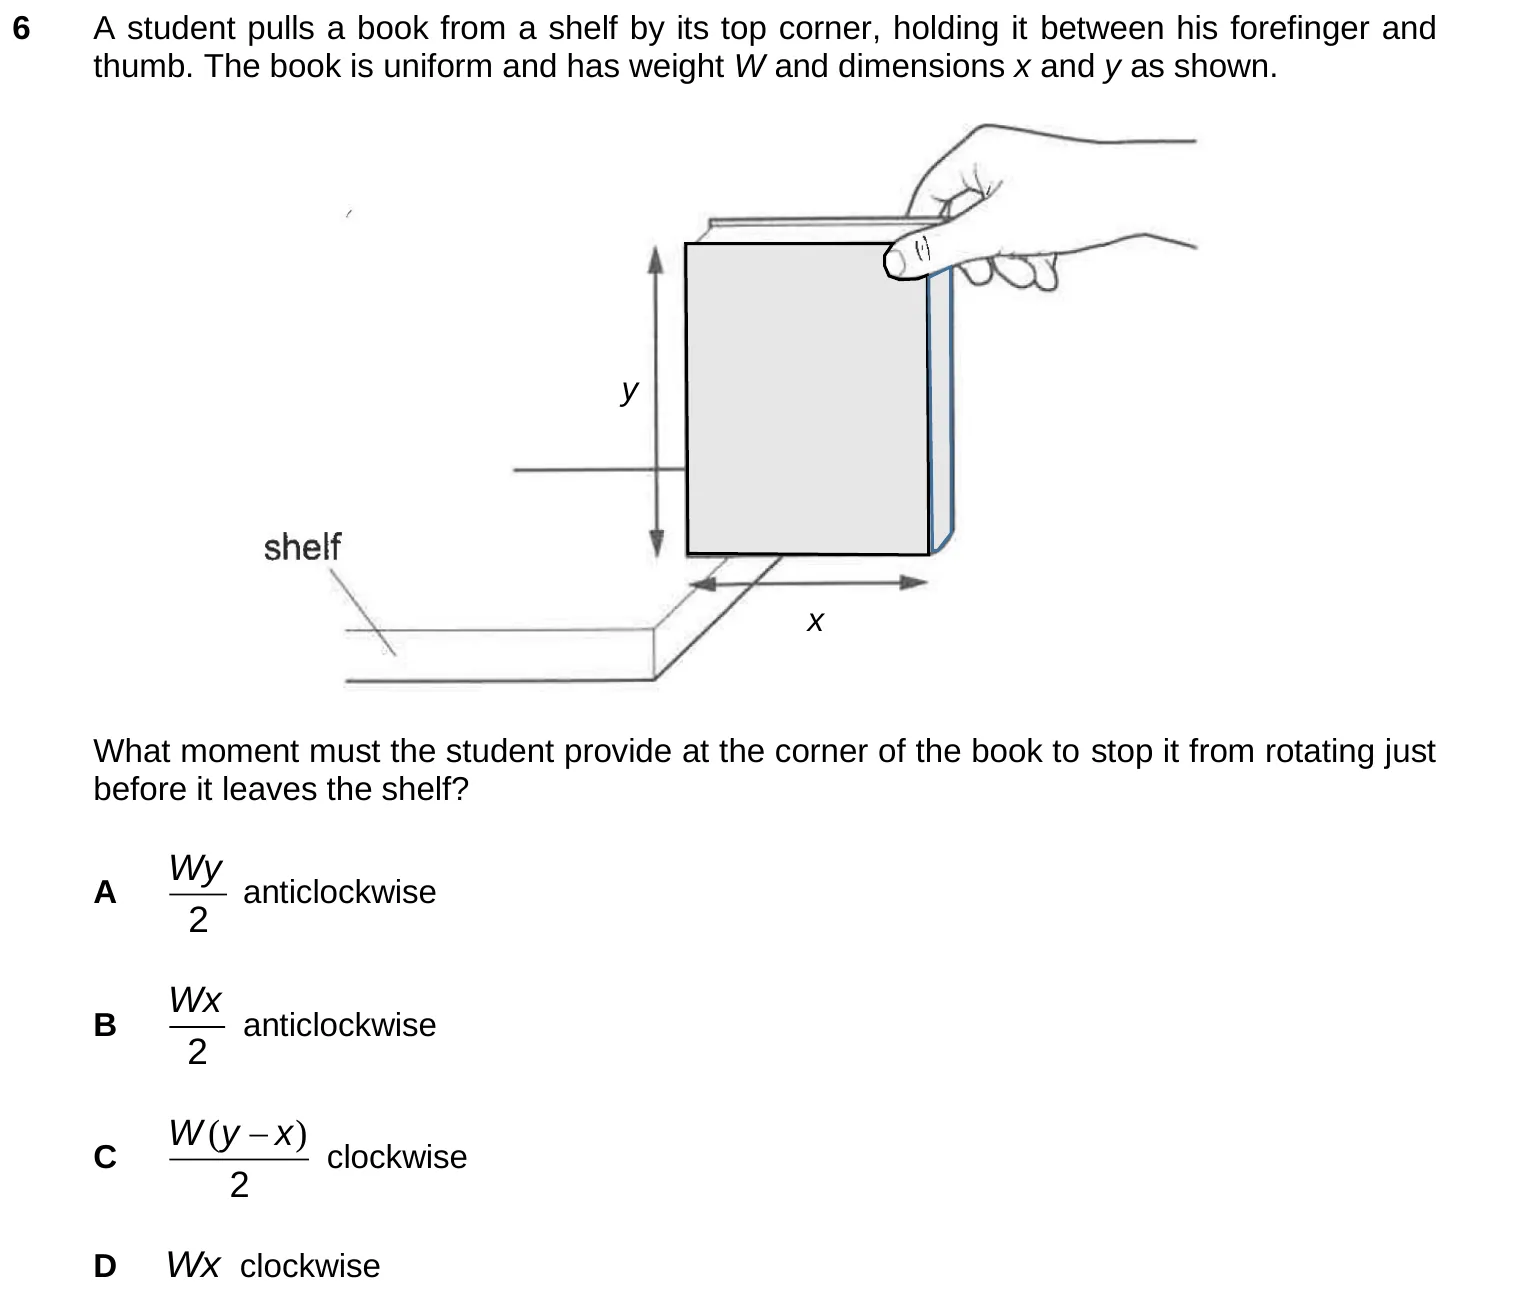 6 A student pulls a book from a shelf by its top corner, holding it between his forefinger and
thumb. The book is uniform and has weight W and dimensions x and y as shown.
y
shelf
x
What moment must the student provide at the corner of the book to stop it from rotating just
before it leaves the shelf?
A Wy/2 anticlockwise
B Wx/2 anticlockwise
C W(y – x)/2 clockwise
D Wx clockwise